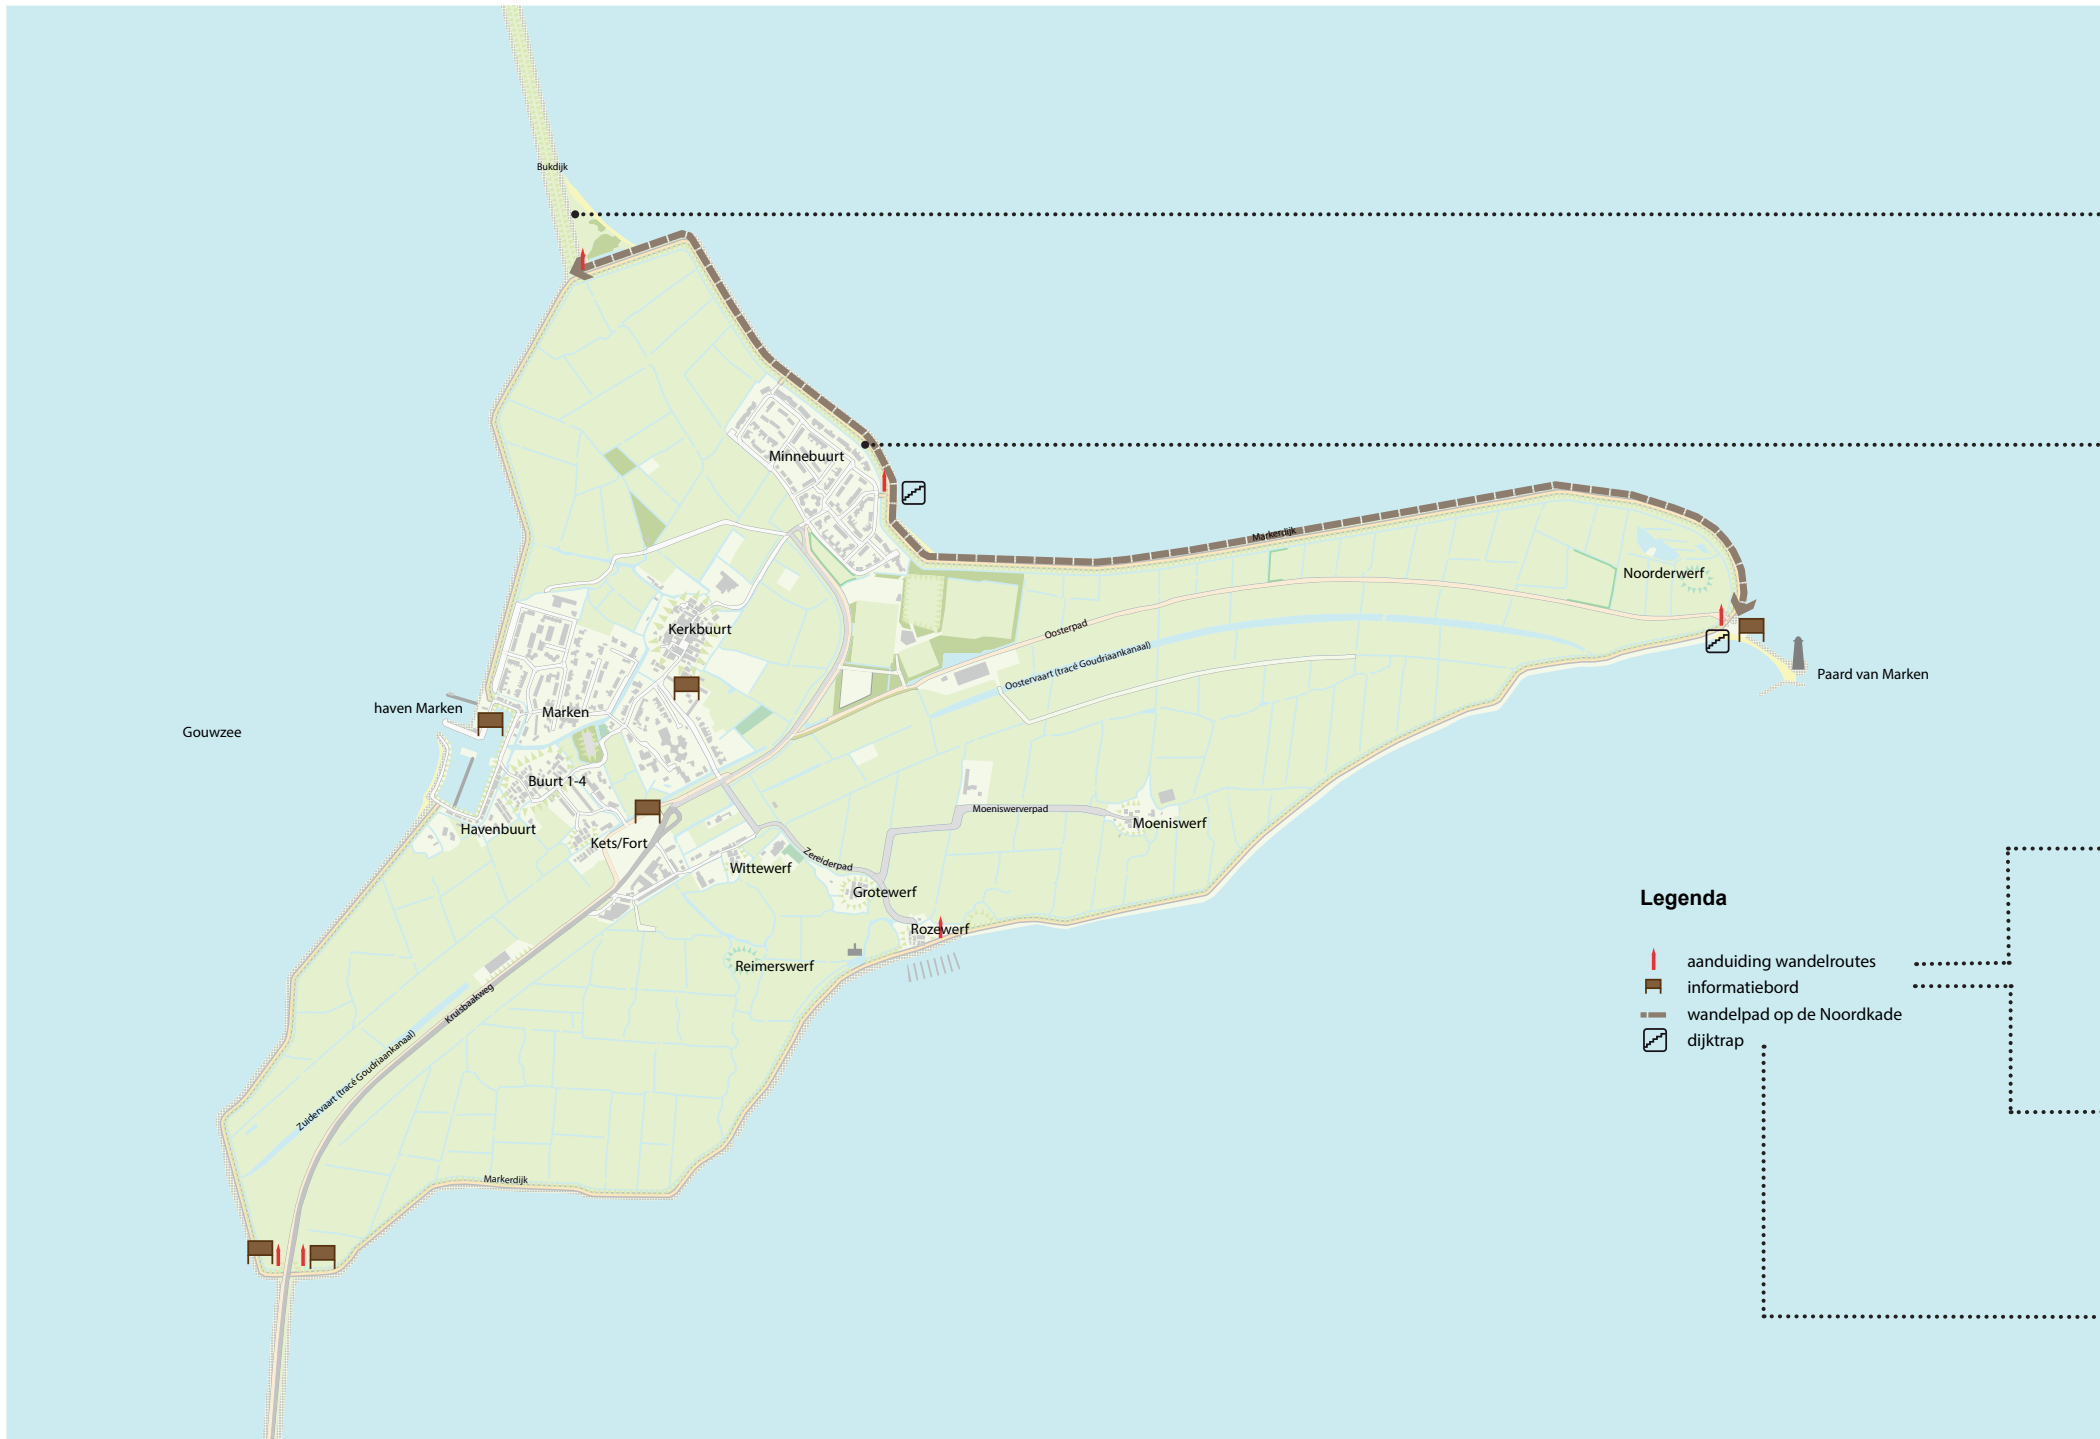 Bukdijk
Minnebuurt
Markerdijk
Noorderwerf
Kerkbuurt
Oosterpad
Oostervaart (tracé Goudriaankanaal)
Paard van Marken
haven Marken
Marken
Gouwzee
Buurt 1-4
Havenbuurt
Kets/Fort
Moeniswerverpad
Moeniswerf
Wittewerf
Zereiderpad
Grotewerf
Rozewerf
Reimerswerf
Kruisbaakweg
Zuidervaart (tracé Goudriaankanaal)
Markerdijk
Legenda
aanduiding wandelroutes
informatiebord
wandelpad op de Noordkade
dijktrap